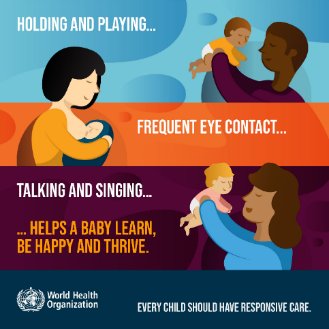 HOLDING AND PLAYING...
FREQUENT EYE CONTACT...
TALKING AND SINGING...
... HELPS A BABY LEARN,
BE HAPPY AND THRIVE.
World Health
Organization
EVERY CHILD SHOULD HAVE RESPONSIVE CARE.